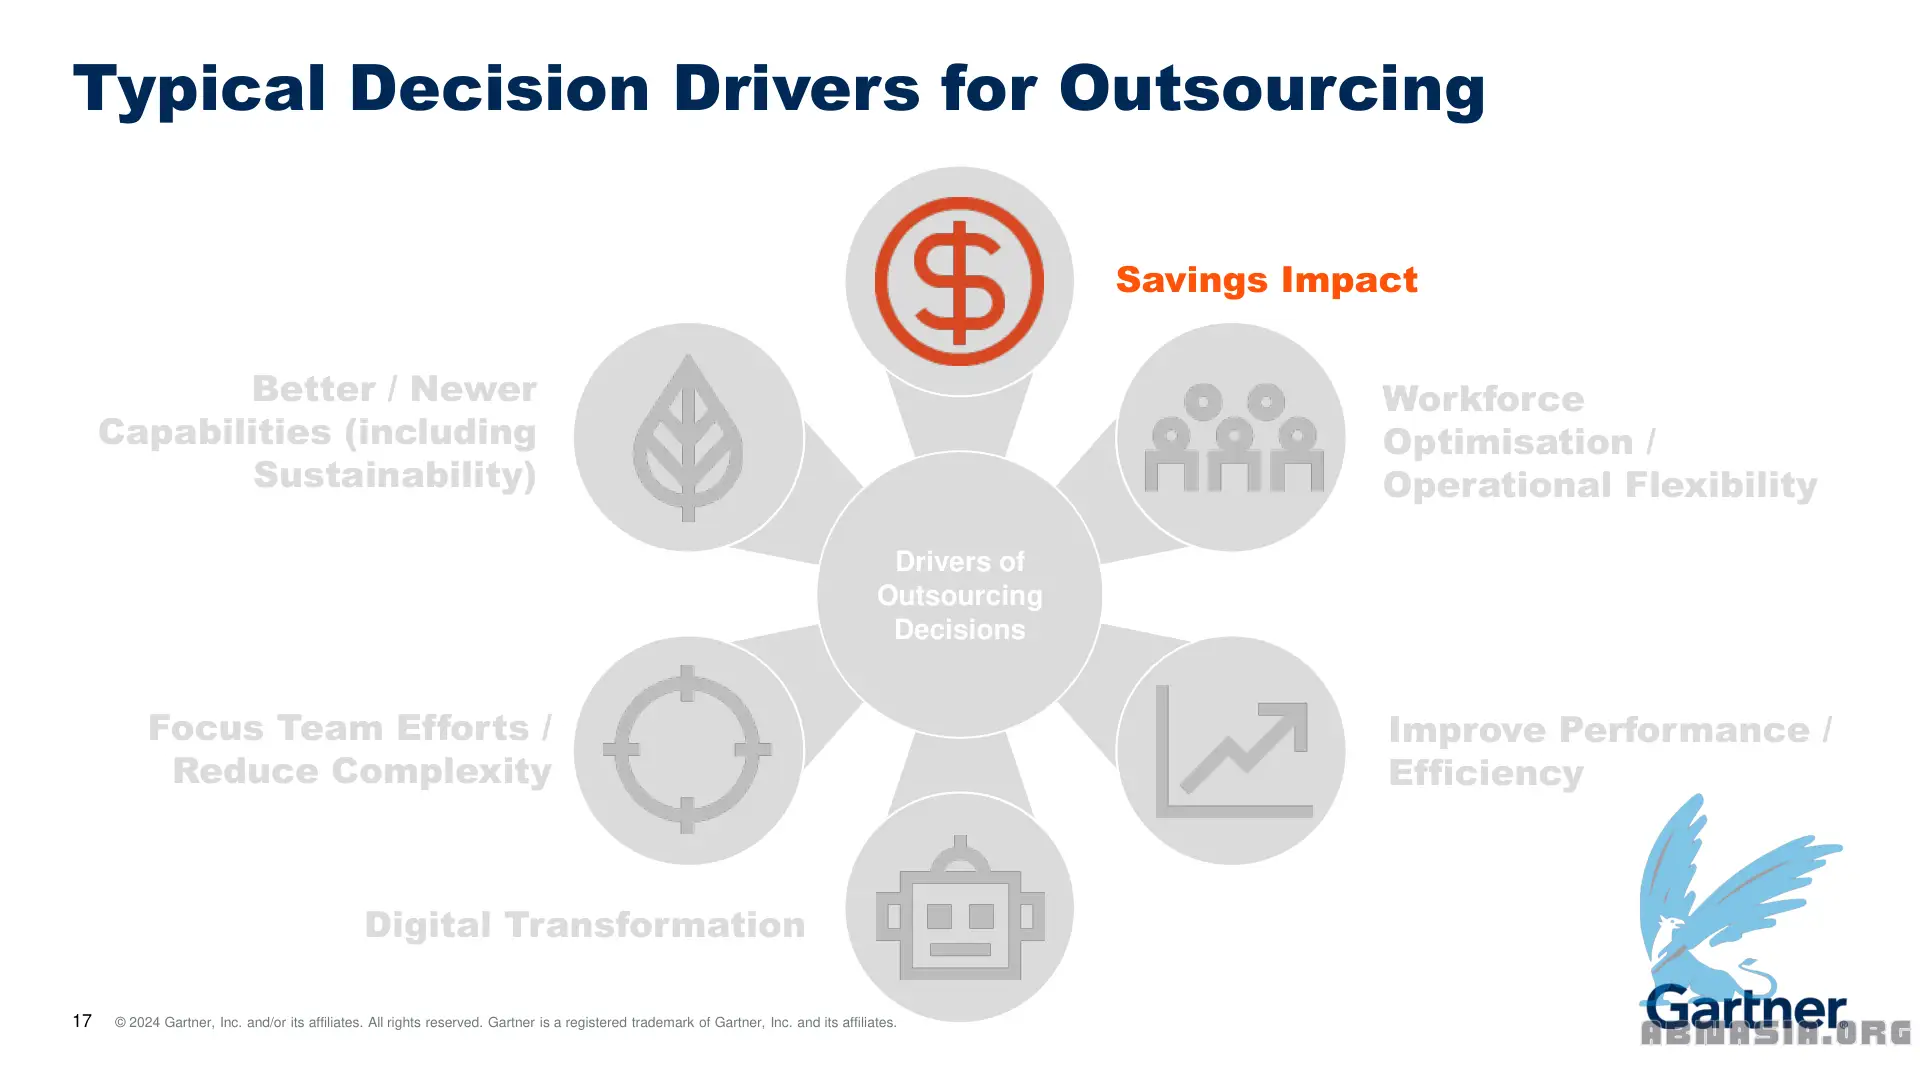 Typical Decision Drivers for Outsourcing
Savings Impact
Better / Newer
Capabilities (including
Sustainability)
Workforce
Optimisation /
Operational Flexibility
Drivers of
Outsourcing
Decisions
Focus Team Efforts /
Reduce Complexity
Improve Performance /
Efficiency
Digital Transformation
17
© 2024 Gartner, Inc. and/or its affiliates. All rights reserved. Gartner is a registered trademark of Gartner, Inc. and its affiliates.
Gartner®
ABNASIA.ORG